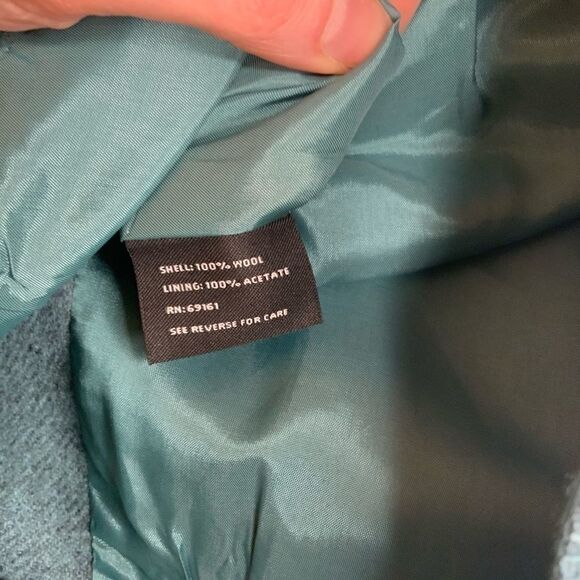 SHELL: 100% WOOL
LINING: 100% ACETATE
RN: 69161
SEE REVERSE FOR CARE